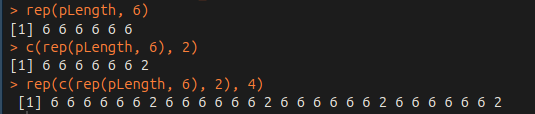 > rep(pLength, 6)
[1] 6 6 6 6 6 6
> c(rep(pLength, 6), 2)
[1] 6 6 6 6 6 6 2
> rep(c(rep(pLength, 6), 2), 4)
[1] 6 6 6 6 6 6 2 6 6 6 6 6 6 2 6 6 6 6 6 6 2 6 6 6 6 6 6 2